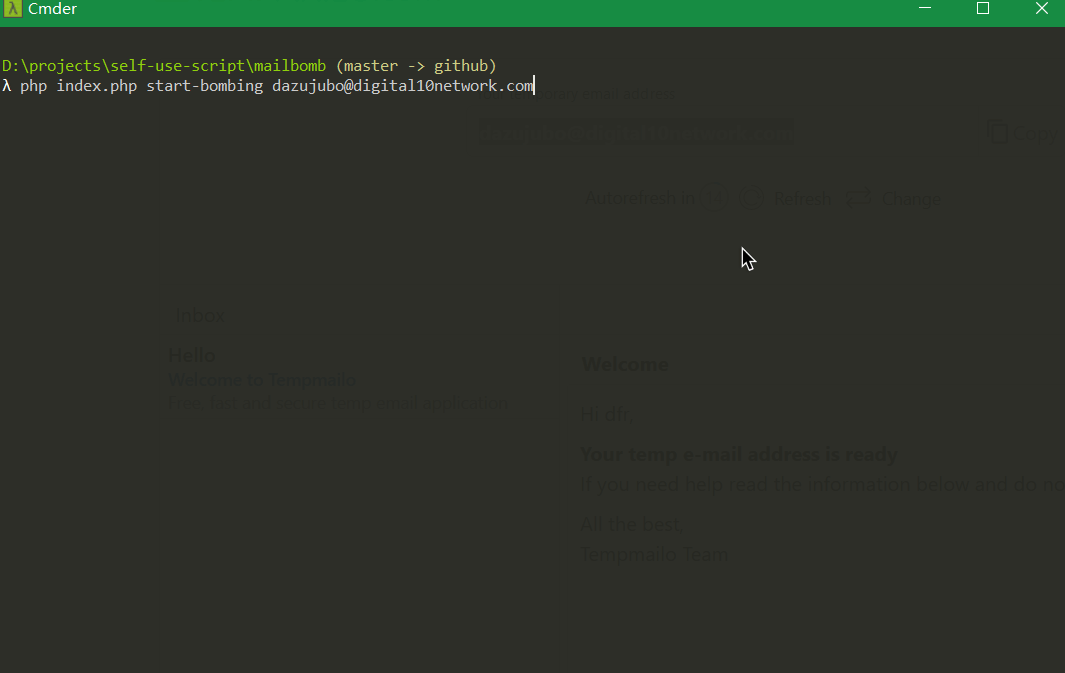 Cmder
D:\projects\self-use-script\mailbomb (master -> github)
λ php index.php start-bombing dazujubo@digital10network.com
email address
Copy
Autorefresh in Refresh Change
Inbox
Hello
Welcome to Tempmailo
Free, fast and secure temp email application
Welcome
Hi dfr,
Your temp e-mail address is ready
If you need help read the information below and do no
All the best,
Tempmailo Team